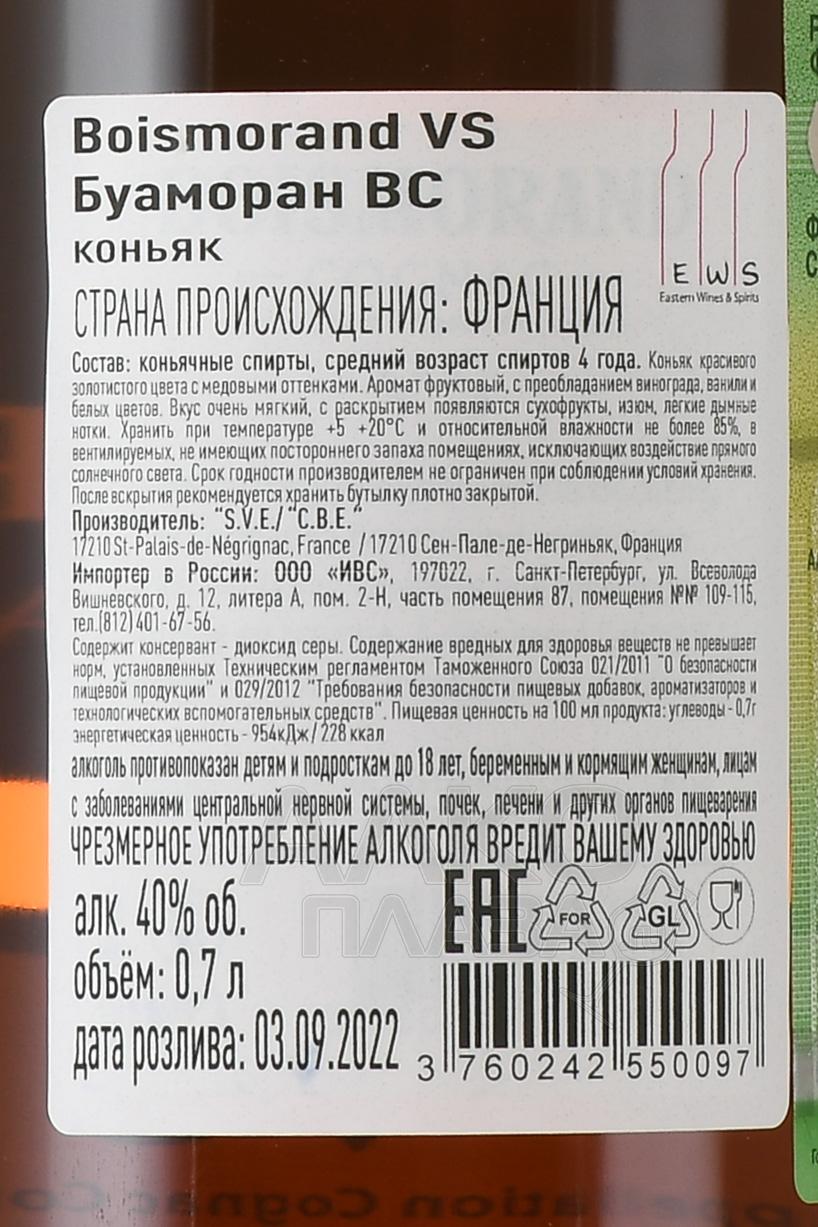 Boismorand VS
Буаморан ВС
коньяк
E W S
Eastern Wines & Spirits
СТРАНА ПРОИСХОЖДЕНИЯ: ФРАНЦИЯ
Состав: коньячные спирты, средний возраст спиртов 4 года. Коньяк красивого
золотистого цвета с медовыми оттенками. Аромат фруктовый, с преобладанием винограда, ванили и
белых цветов. Вкус очень мягкий, с раскрытием появляются сухофрукты, изюм, легкие дымные
нотки. Хранить при температуре +5 +20°С и относительной влажности не более 85%, в
вентилируемых, не имеющих постороннего запаха помещениях, исключающих воздействие прямого
солнечного света. Срок годности производителем не ограничен при соблюдении условий хранения.
После вскрытия рекомендуется хранить бутылку плотно закрытой.
Производитель: "S.V.E./ "C.B.E."
17210 St-Palais-de-Négrignac, France / 17210 Сен-Пале-де-Негриньяк, Франция
Импортер в России: ООО «ИВС», 197022, г. Санкт-Петербург, ул. Всеволода
Вишневского, д. 12, литера А, пом. 2-Н, часть помещения 87, помещения №№ 109-115,
тел.(812)401-67-56.
Содержит консервант - диоксид серы. Содержание вредных для здоровья веществ не превышает
норм, установленных Техническим регламентом Таможенного Союза 021/2011 "О безопасности
пищевой продукции" и 029/2012 "Требования безопасности пищевых добавок, ароматизаторов и
технологических вспомогательных средств". Пищевая ценность на 100 мл продукта: углеводы - 0,7г
энергетическая ценность - 954кДж / 228 ккал
алкоголь противопоказан детям и подросткам до 18 лет, беременным и кормящим женщинам, лицам
с заболеваниями центральной нервной системы, почек, печени и других органов пищеварения
ЧРЕЗМЕРНОЕ УПОТРЕБЛЕНИЕ АЛКОГОЛЯ ВРЕДИТ ВАШЕМУ ЗДОРОВЬЮ
алк. 40% об.
EAC FOR GL
объём: 0,7 л
дата розлива: 03.09.2022
3 760242 550097